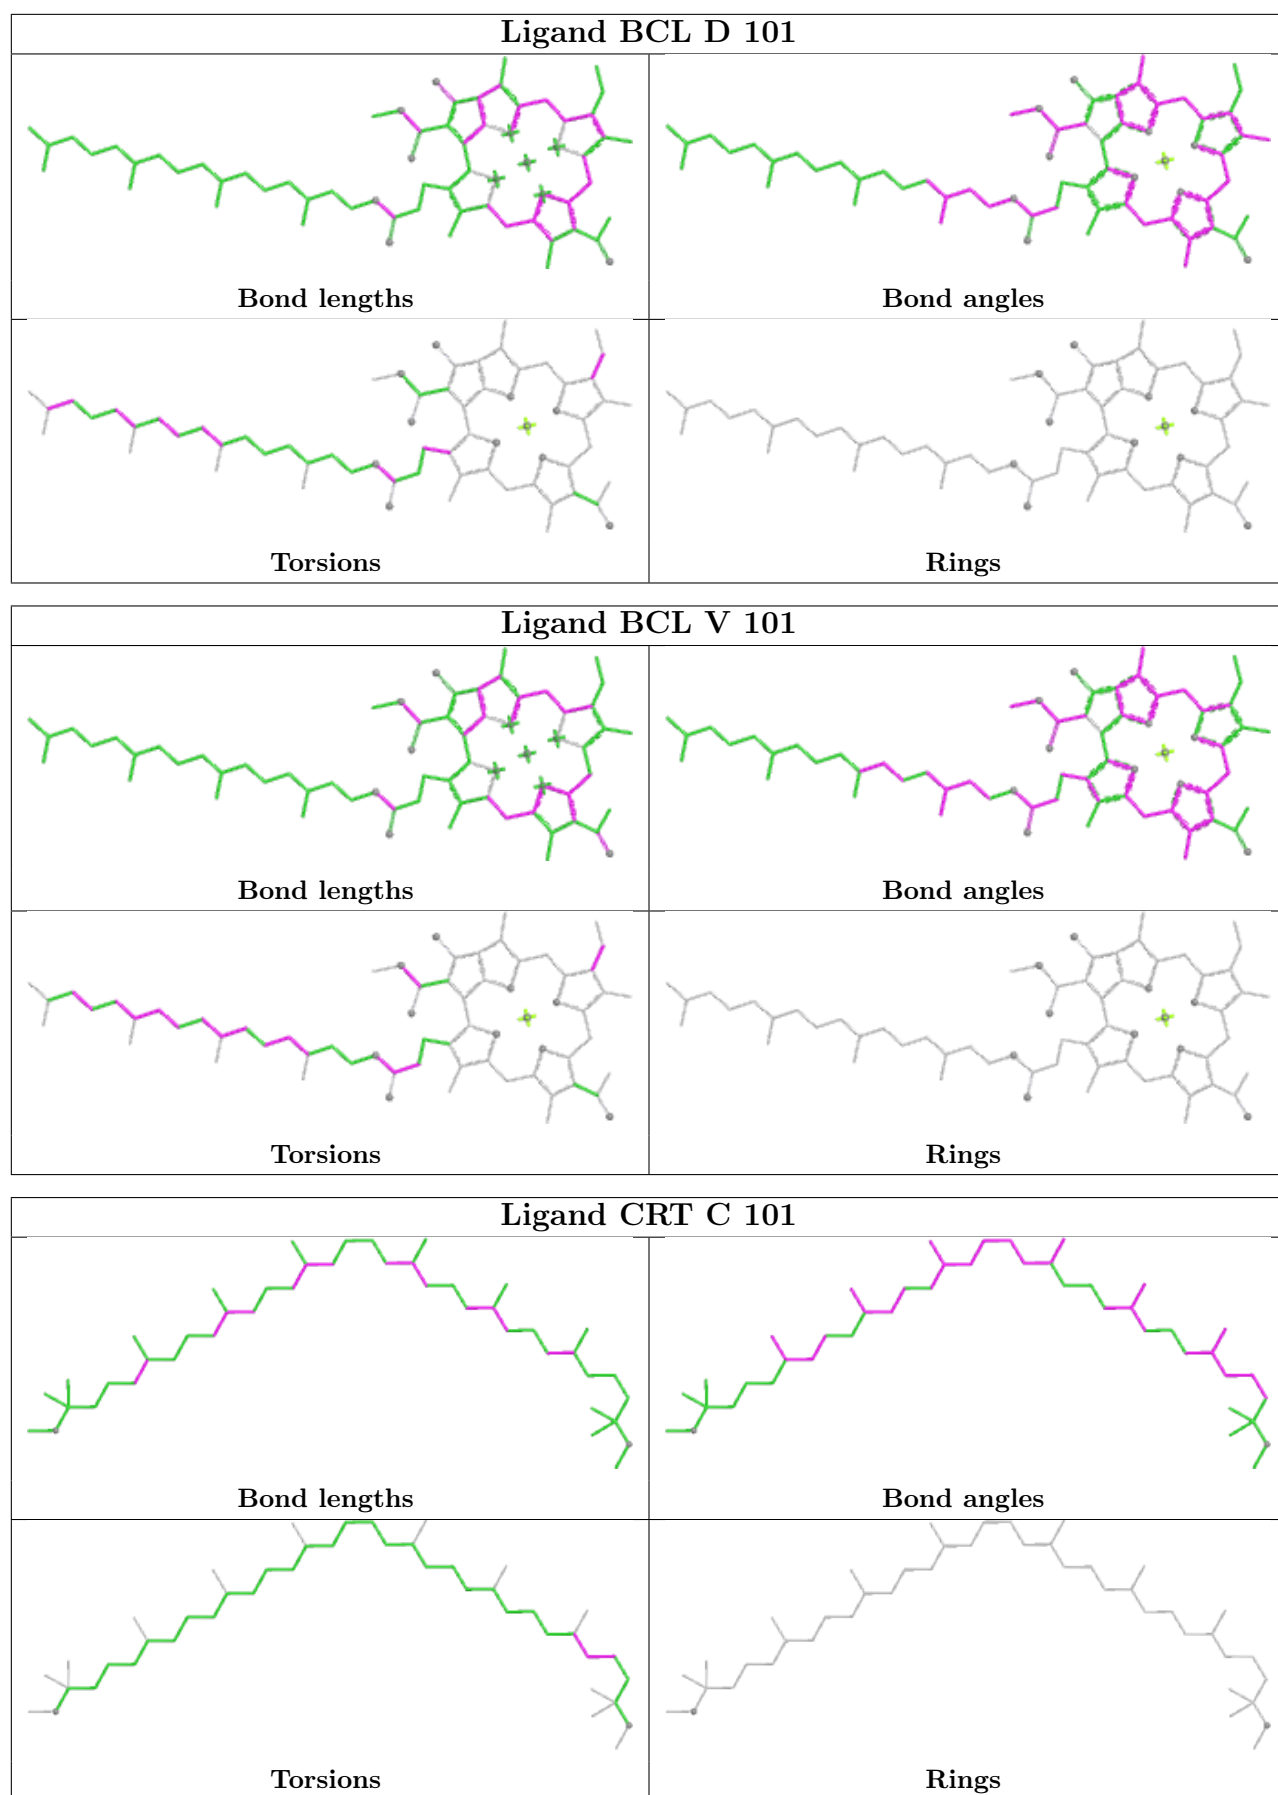 Ligand BCL D 101
Bond lengths
Bond angles
Torsions
Rings
Ligand BCL V 101
Bond lengths
Bond angles
Torsions
Rings
Ligand CRT C 101
Bond lengths
Bond angles
Torsions
Rings